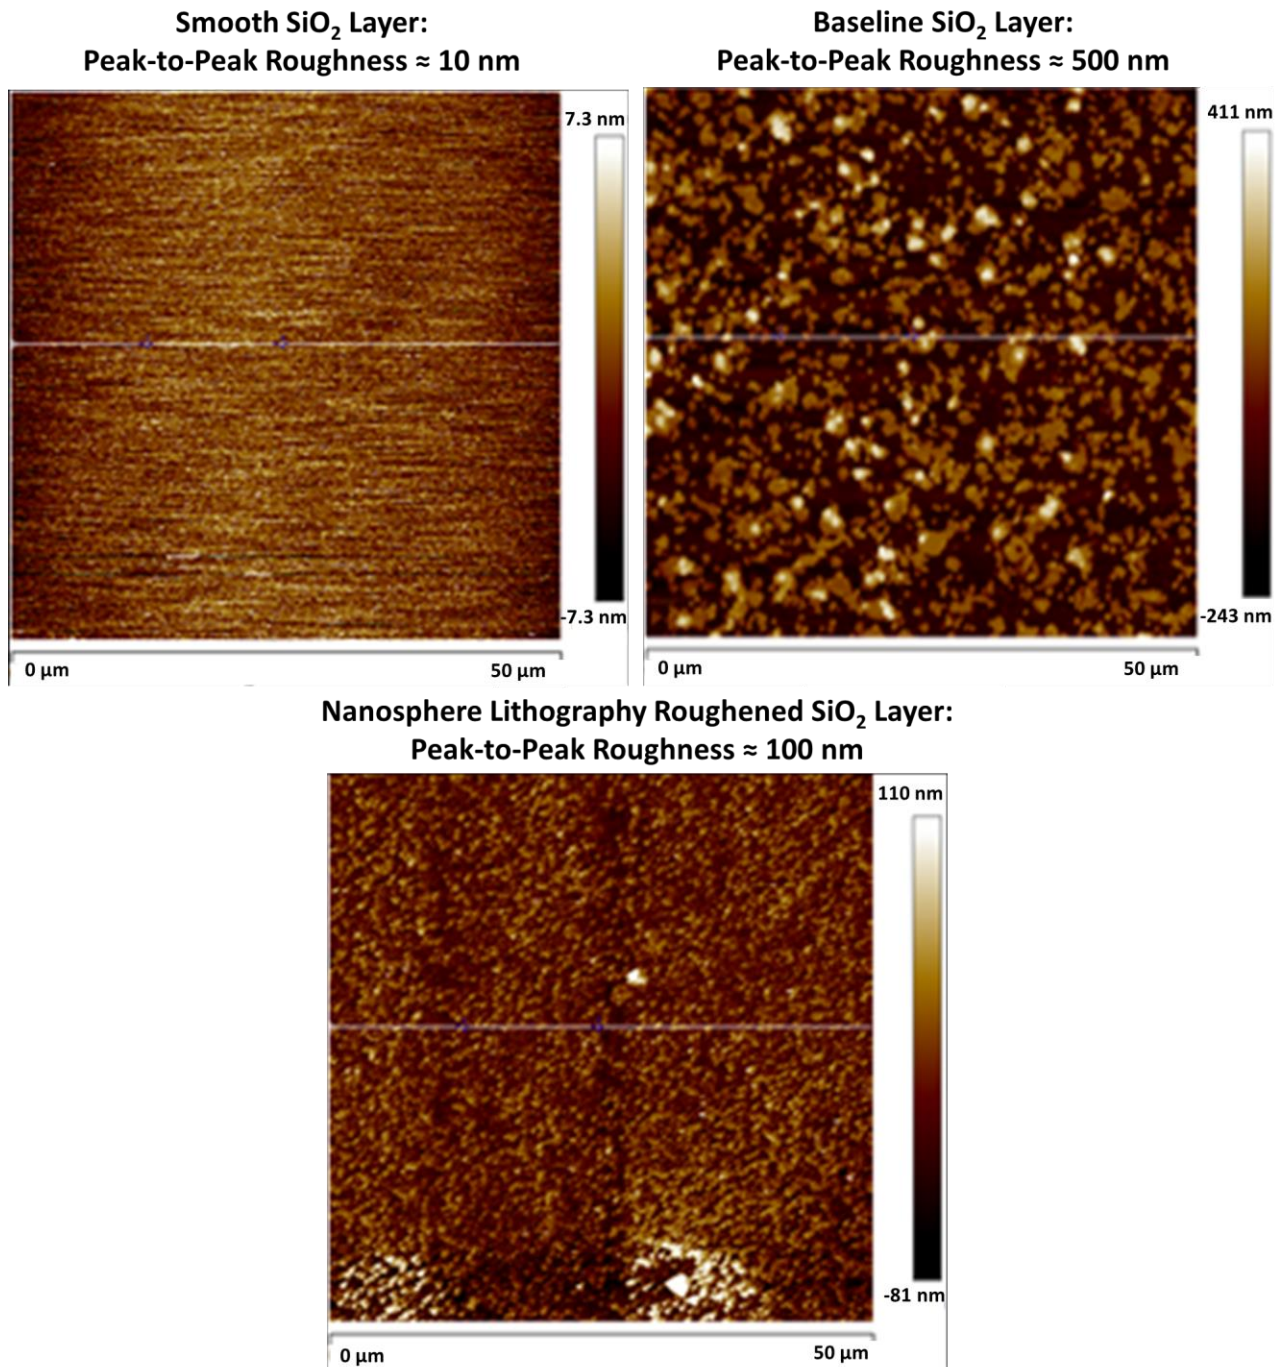 Smooth SiO₂ Layer:
Peak-to-Peak Roughness ≈ 10 nm
7.3 nm
-7.3 nm
0 µm 50 µm
Baseline SiO₂ Layer:
Peak-to-Peak Roughness ≈ 500 nm
411 nm
-243 nm
0 µm 50 µm
Nanosphere Lithography Roughened SiO₂ Layer:
Peak-to-Peak Roughness ≈ 100 nm
110 nm
-81 nm
0 µm 50 µm